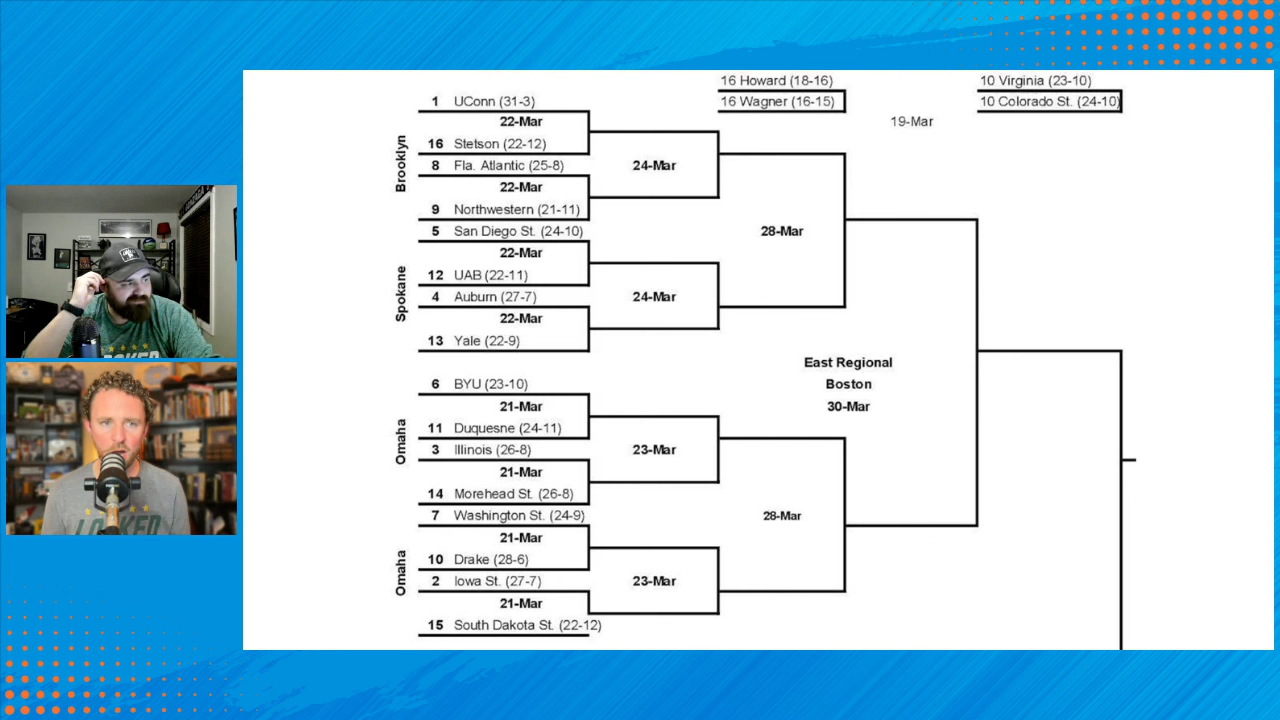 16 Howard (18-16)
16 Wagner (16-15)
19-Mar
10 Virginia (23-10)
10 Colorado St. (24-10)
Brooklyn
1 UConn (31-3)
22-Mar
16 Stetson (22-12)
24-Mar
8 Fla. Atlantic (25-8)
22-Mar
9 Northwestern (21-11)
28-Mar
Spokane
5 San Diego St. (24-10)
22-Mar
12 UAB (22-11)
24-Mar
4 Auburn (27-7)
22-Mar
13 Yale (22-9)
East Regional
Boston
30-Mar
Omaha
6 BYU (23-10)
21-Mar
11 Duquesne (24-11)
23-Mar
3 Illinois (26-8)
21-Mar
14 Morehead St. (26-8)
28-Mar
Omaha
7 Washington St. (24-9)
21-Mar
10 Drake (28-6)
23-Mar
2 Iowa St. (27-7)
21-Mar
15 South Dakota St. (22-12)
LOCKED
LOCKED